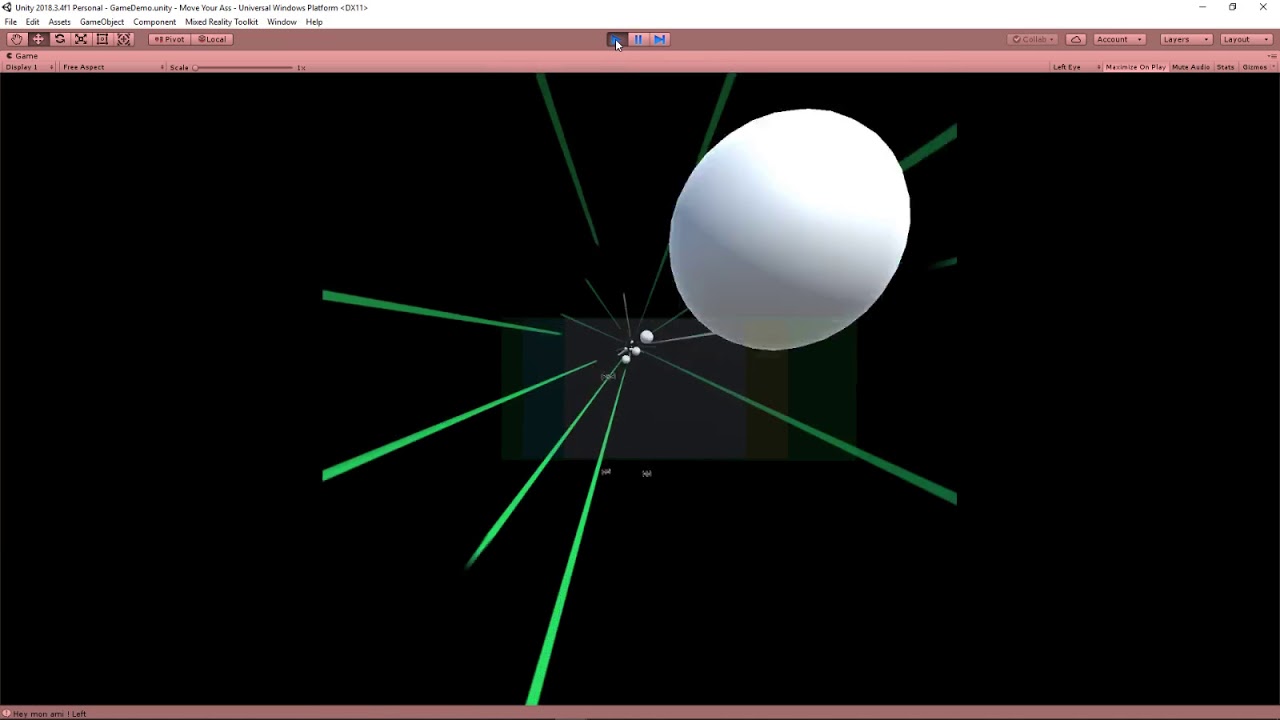 Unity 2018.3.4f1 Personal - GameDemo.unity - Move Your Ass - Universal Windows Platform <DX11>
File Edit Assets GameObject Component Mixed Reality Toolkit Window Help
Pivot Local Collab Account Layers Layout
Game
Display 1 Free Aspect Scale 1x Left Eye Maximize On Play Mute Audio Stats Gizmos
Hey mon ami ! Left